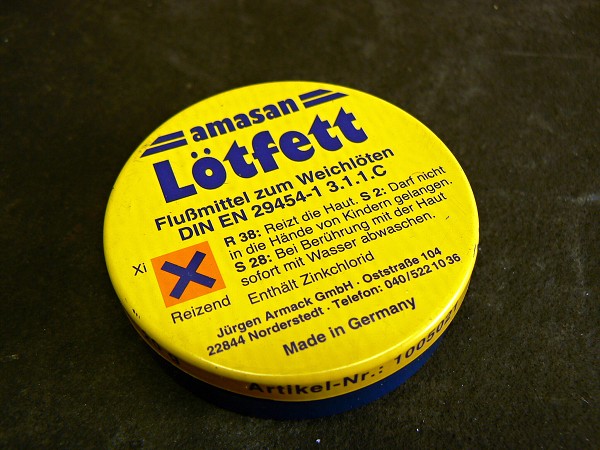 amasan
Lötfett
Flußmittel zum Weichlöten
DIN EN 29454-1 3.1.1.C
R 38: Reizt die Haut. S 2: Darf nicht
in die Hände von Kindern gelangen.
S 28: Bei Berührung mit der Haut
sofort mit Wasser abwaschen.
Xi
Reizend
Enthält Zinkchlorid
Jürgen Armack GmbH · Oststraße 104
22844 Norderstedt · Telefon: 040/522 10 36
Made in Germany
Artikel-Nr.: